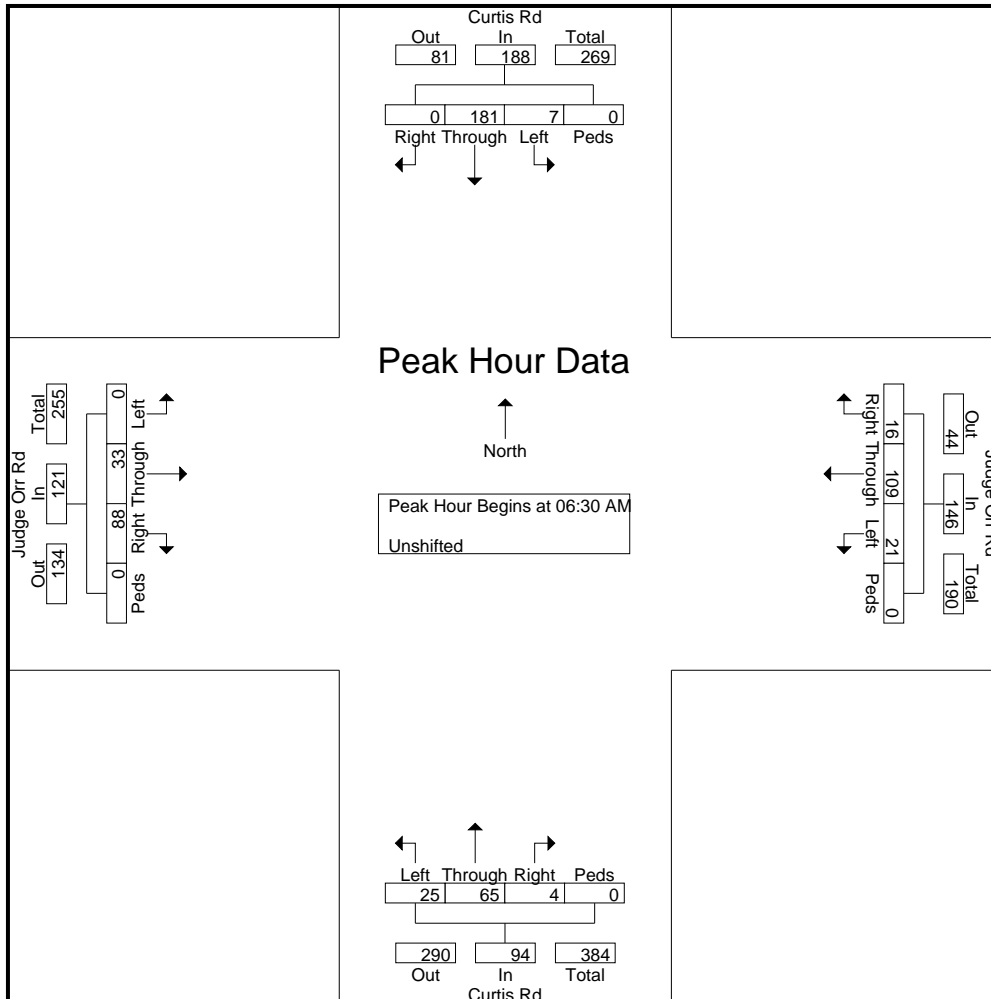 Curtis Rd
Out In Total
81 188 269
0 181 7 0
Right Through Left Peds
Peak Hour Data
North
Peak Hour Begins at 06:30 AM
Unshifted
Judge Orr Rd
Out In Total
134 121 255
0 33 88 0
Left Through Right Peds
Judge Orr Rd
Out In Total
44 146 190
16 109 21 0
Right Through Left Peds
Left Through Right Peds
25 65 4 0
290 94 384
Out In Total
Curtis Rd